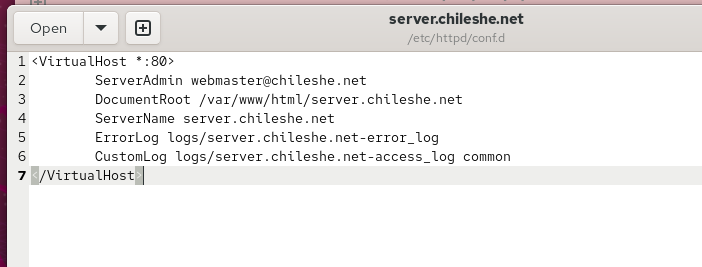 Open
server.chileshe.net
/etc/httpd/conf.d
1 <VirtualHost *:80>
2 ServerAdmin webmaster@chileshe.net
3 DocumentRoot /var/www/html/server.chileshe.net
4 ServerName server.chileshe.net
5 ErrorLog logs/server.chileshe.net-error_log
6 CustomLog logs/server.chileshe.net-access_log common
7 </VirtualHost>